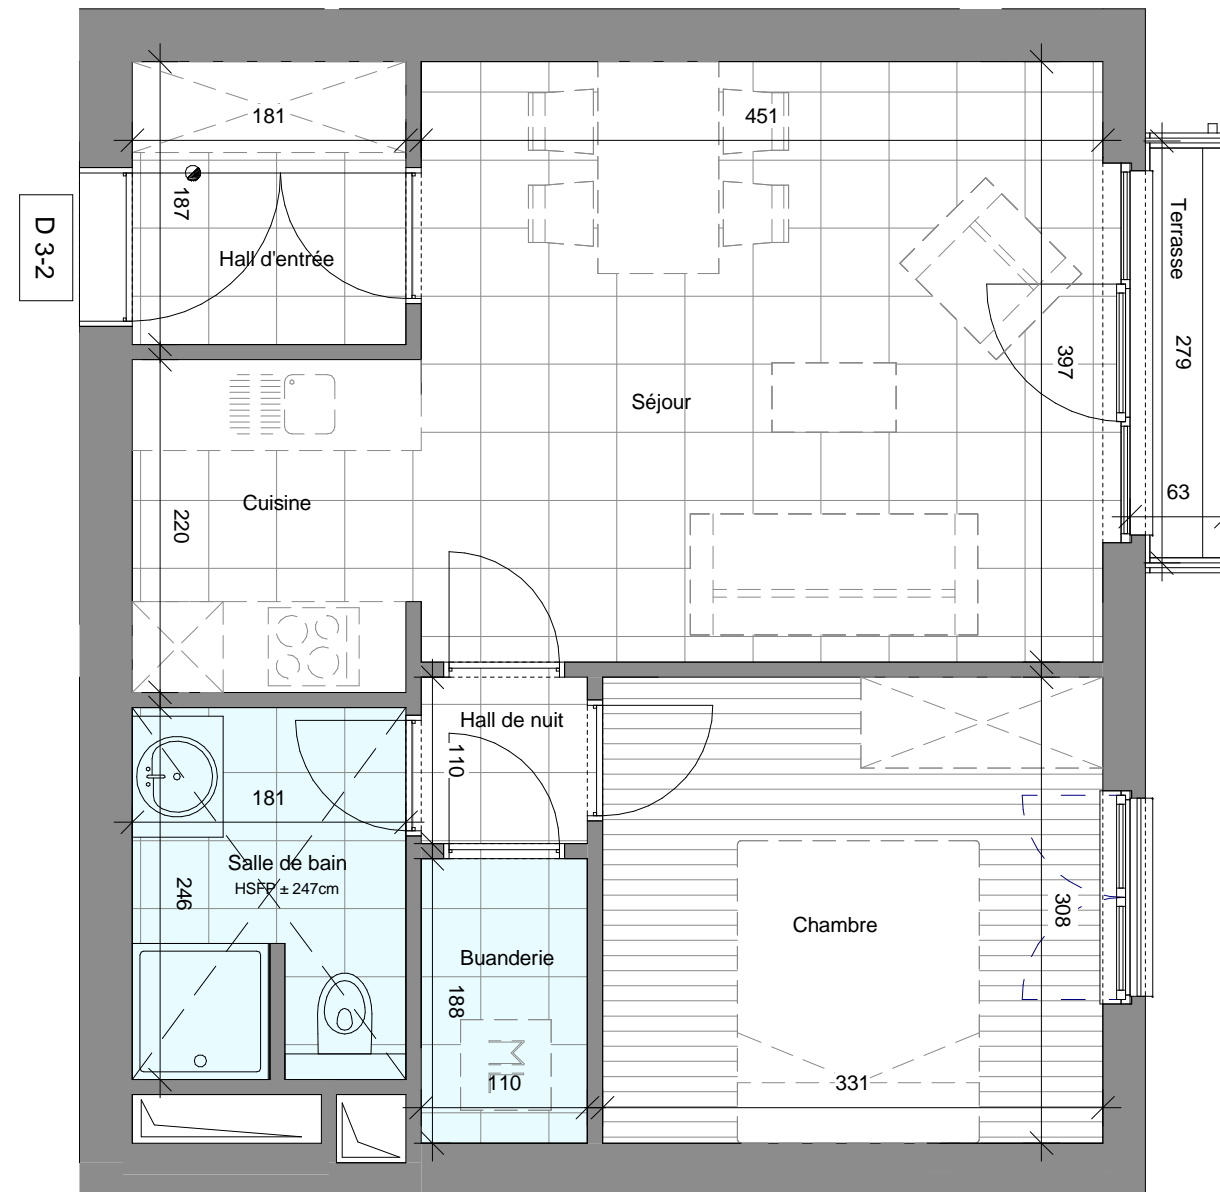 181
451
187
Hall d'entrée
D 3-2
Terrasse
279
397
63
Séjour
Cuisine
220
Hall de nuit
110
181
Salle de bain
HSFP ± 247cm
246
Chambre
308
Buanderie
188
ML
110
331